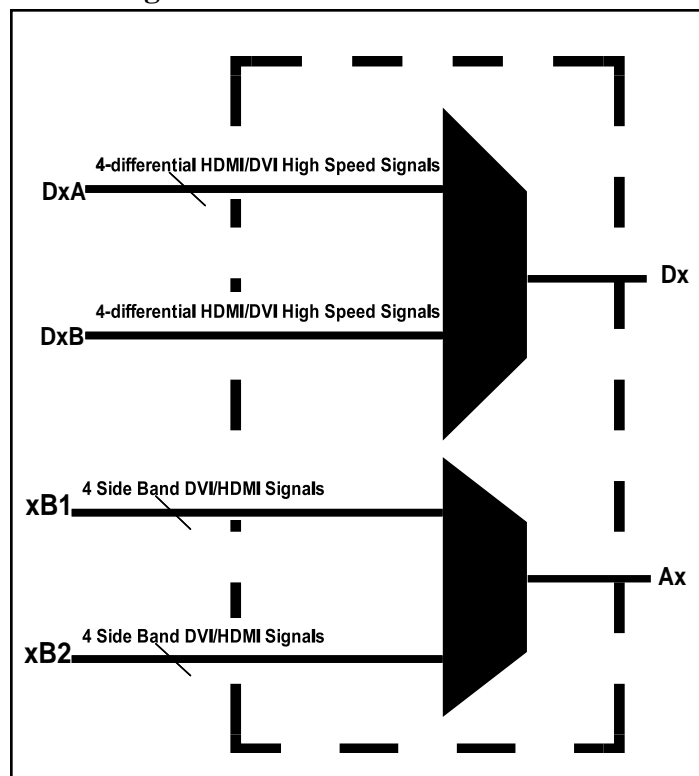 4-differential HDMI/DVI High Speed Signals
DxA
Dx
4-differential HDMI/DVI High Speed Signals
DxB
4 Side Band DVI/HDMI Signals
xB1
Ax
4 Side Band DVI/HDMI Signals
xB2